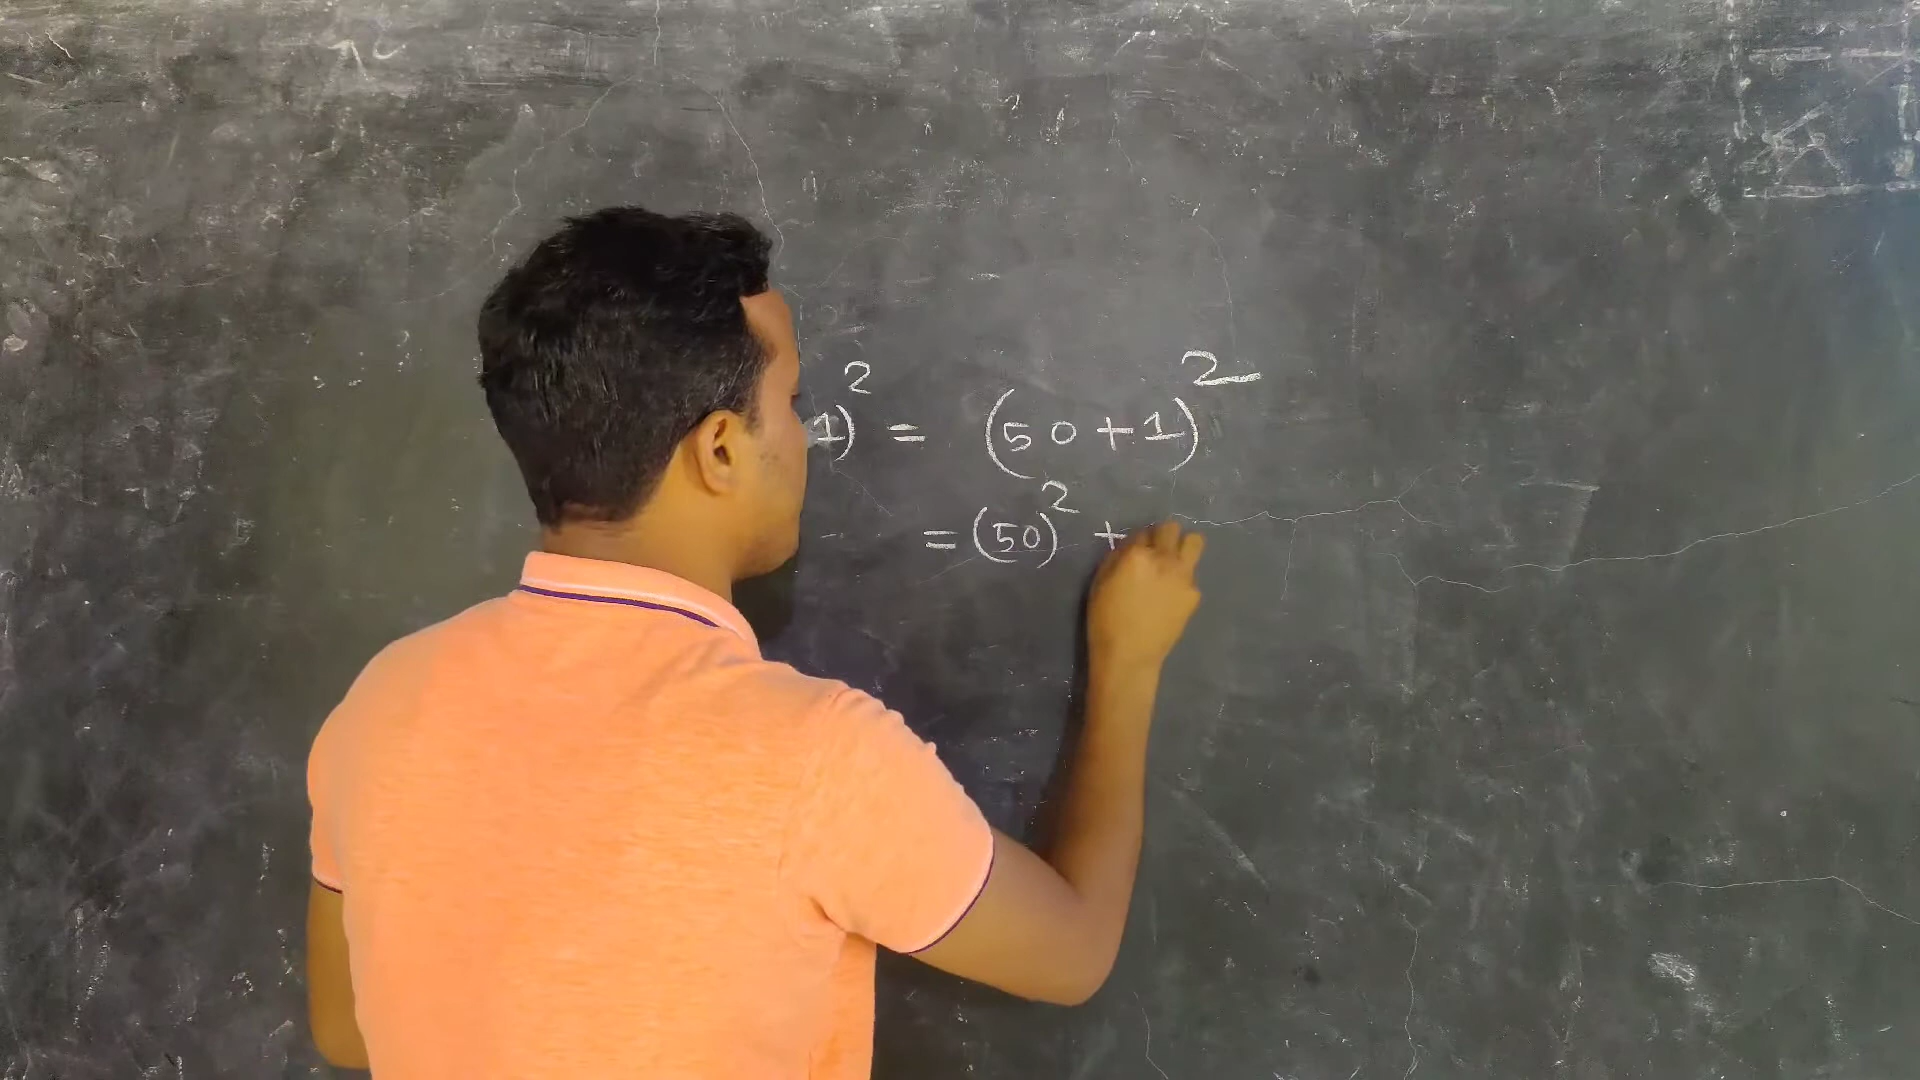 1)² = (50+1)²
= (50)² +